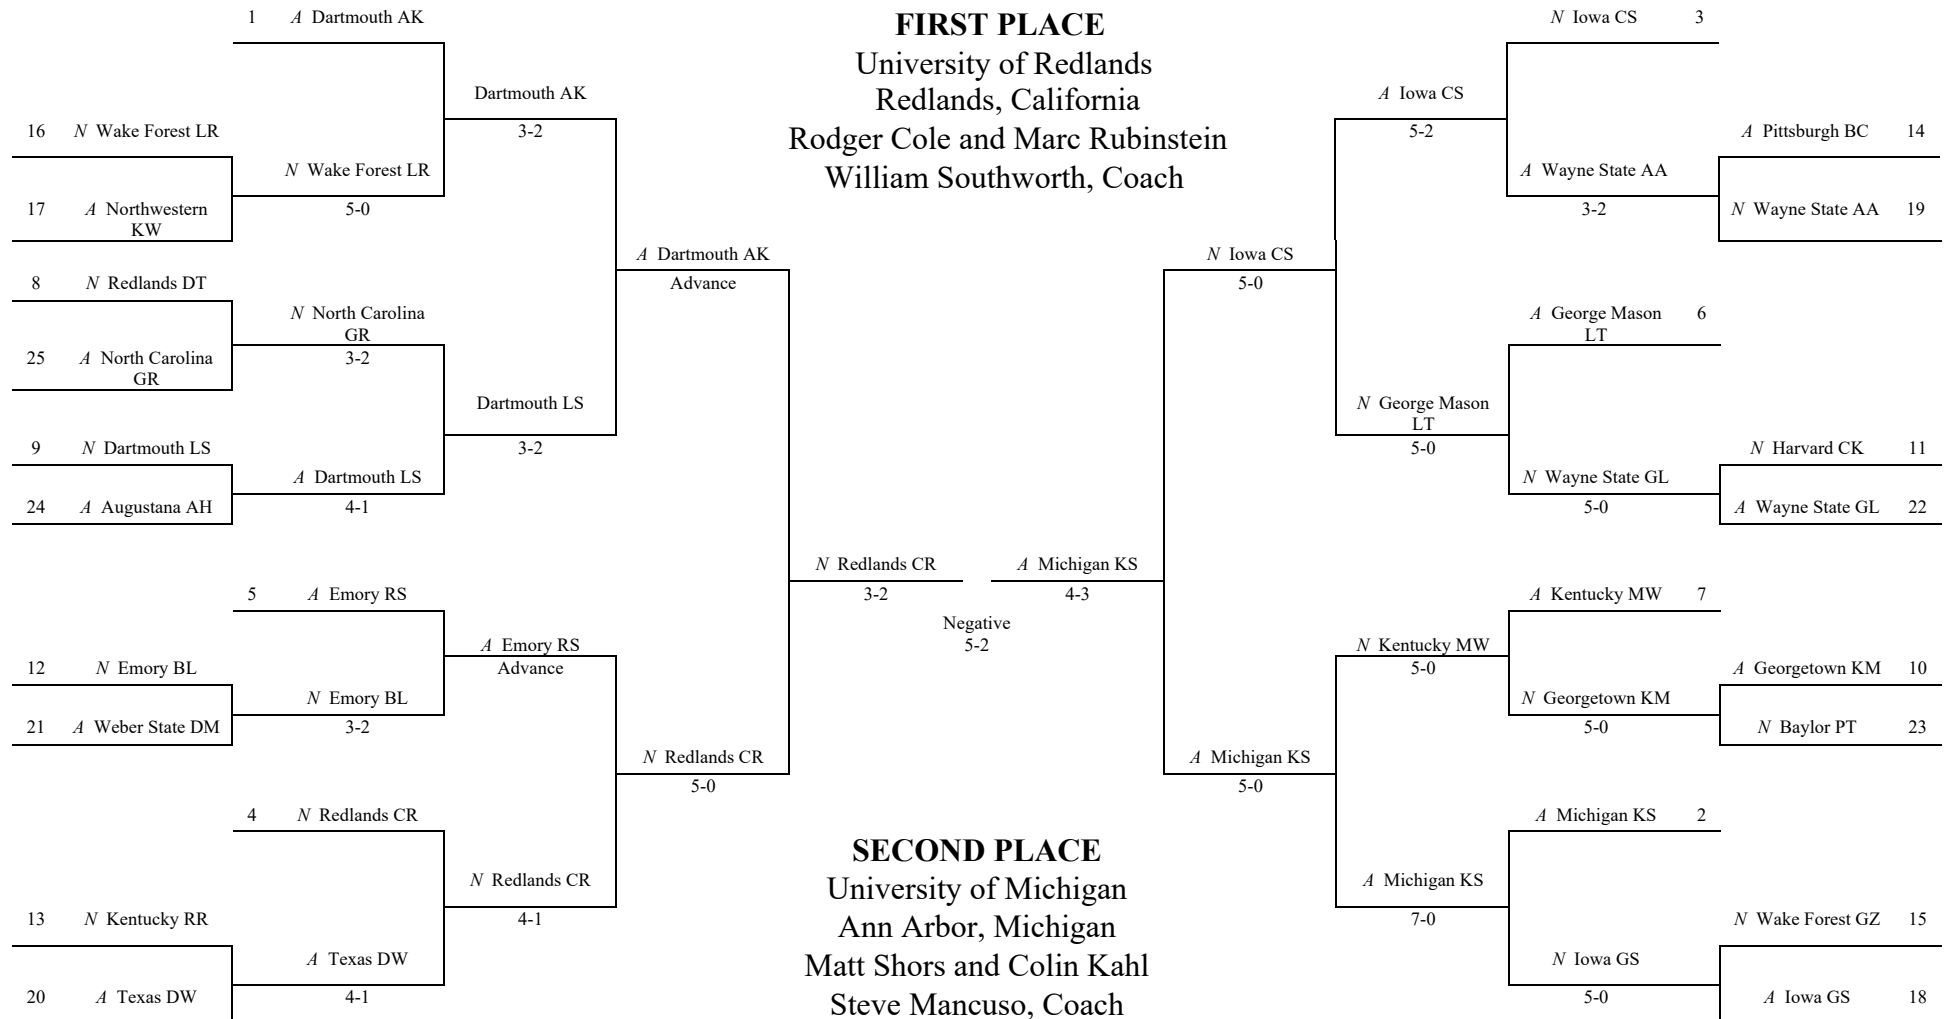 1 A Dartmouth AK
FIRST PLACE
N Iowa CS 3
University of Redlands
Dartmouth AK
Redlands, California
A Iowa CS
3-2
5-2
16 N Wake Forest LR
Rodger Cole and Marc Rubinstein
A Pittsburgh BC 14
N Wake Forest LR
William Southworth, Coach
A Wayne State AA
17 A Northwestern
KW
5-0
3-2
N Wayne State AA 19
A Dartmouth AK
Advance
N Iowa CS
5-0
8 N Redlands DT
N North Carolina
GR
3-2
A George Mason 6
LT
25 A North Carolina
GR
Dartmouth LS
3-2
N George Mason
LT
5-0
9 N Dartmouth LS
N Harvard CK 11
A Dartmouth LS
4-1
N Wayne State GL
5-0
24 A Augustana AH
A Wayne State GL 22
N Redlands CR
3-2
A Michigan KS
4-3
Negative
5-2
5 A Emory RS
A Kentucky MW 7
A Emory RS
Advance
N Kentucky MW
5-0
12 N Emory BL
A Georgetown KM 10
N Emory BL
3-2
N Georgetown KM
5-0
21 A Weber State DM
N Baylor PT 23
N Redlands CR
5-0
A Michigan KS
5-0
4 N Redlands CR
A Michigan KS 2
SECOND PLACE
University of Michigan
N Redlands CR
4-1
A Michigan KS
7-0
13 N Kentucky RR
Ann Arbor, Michigan
N Wake Forest GZ 15
A Texas DW
4-1
Matt Shors and Colin Kahl
N Iowa GS
5-0
20 A Texas DW
Steve Mancuso, Coach
A Iowa GS 18